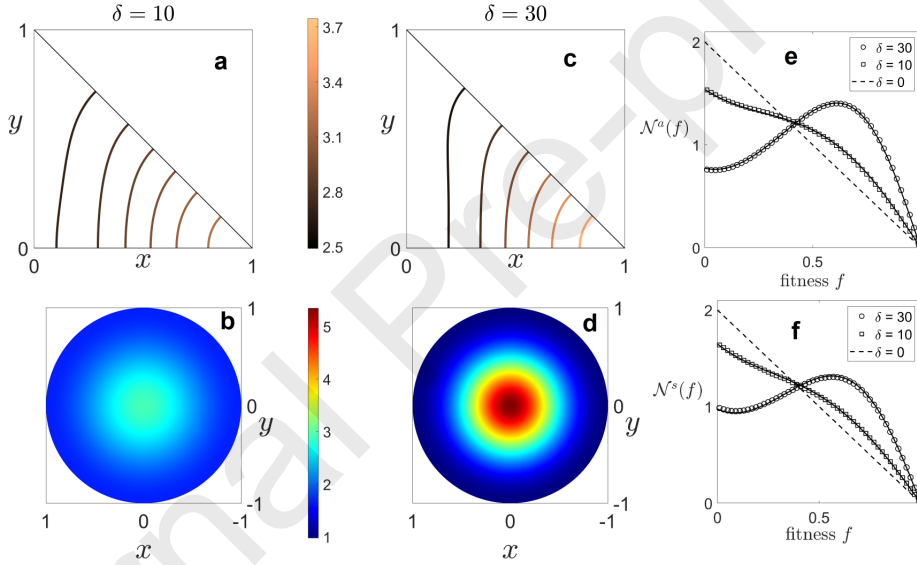 δ = 10
1
a
y
0
0
x
1
3.7
3.4
3.1
2.8
2.5
δ = 30
1
c
y
0
0
x
1
e
2
1
0
𝒩ᵃ(f)
δ = 30
δ = 10
δ = 0
0.5
fitness f
b
1
0
-1
y
1
0
-1
x
5
4
3
2
1
d
1
0
-1
y
1
0
-1
x
f
2
1
0
𝒩ˢ(f)
δ = 30
δ = 10
δ = 0
0
0.5
fitness f
rnal Pre-p